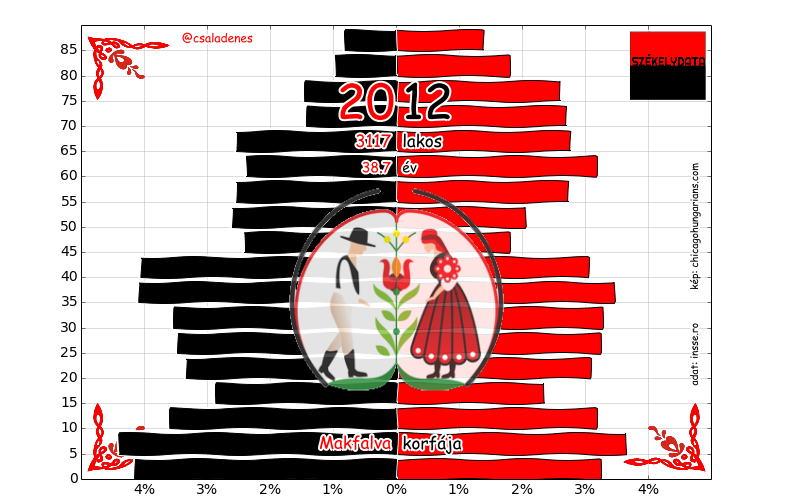 @csaladenes
SZÉKELYDATA
2012
3117 lakos
38.7 év
Makfalva korfája
kép: chicagohungarians.com
adat: insse.ro
85
80
75
70
65
60
55
50
45
40
35
30
25
20
15
10
5
0
4% 3% 2% 1% 0% 1% 2% 3% 4%